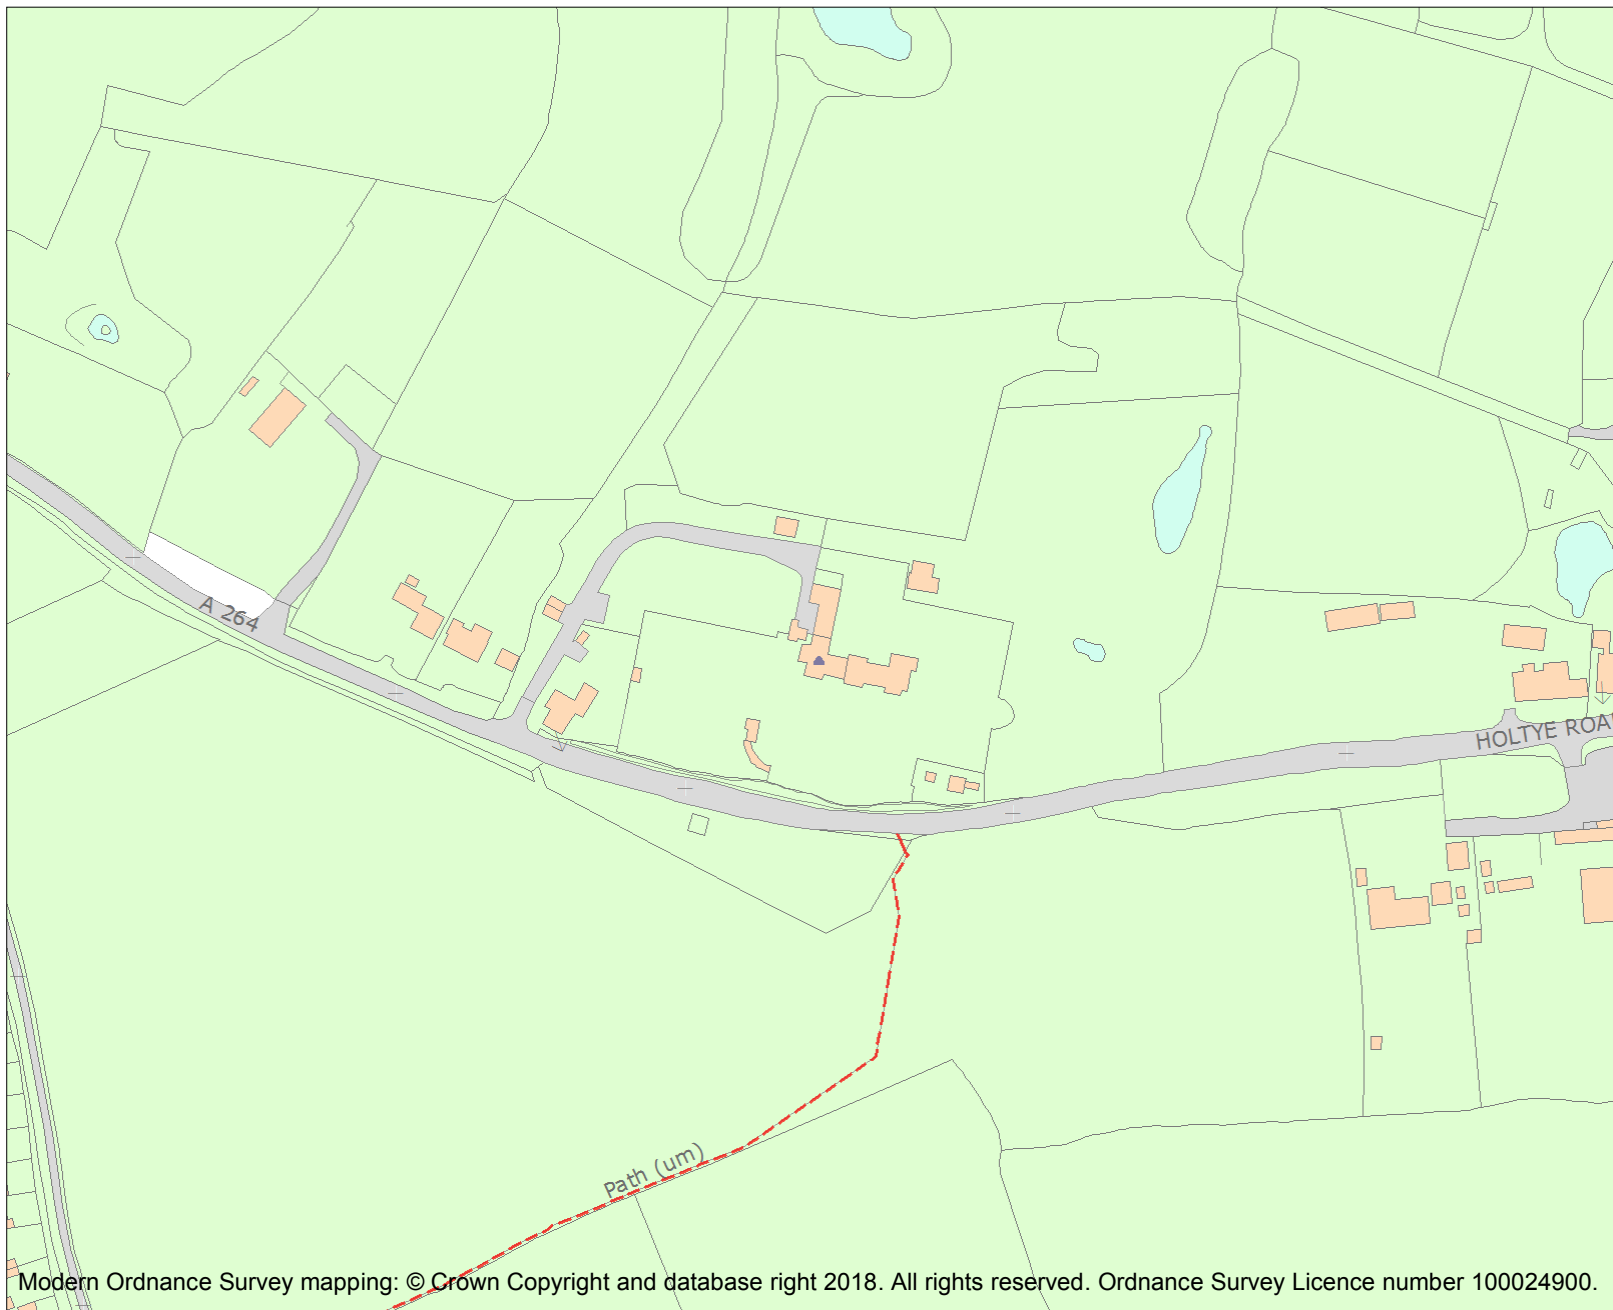 A 264
HOLTYE ROA
Path (um)
Modern Ordnance Survey mapping: © Crown Copyright and database right 2018. All rights reserved. Ordnance Survey Licence number 100024900.